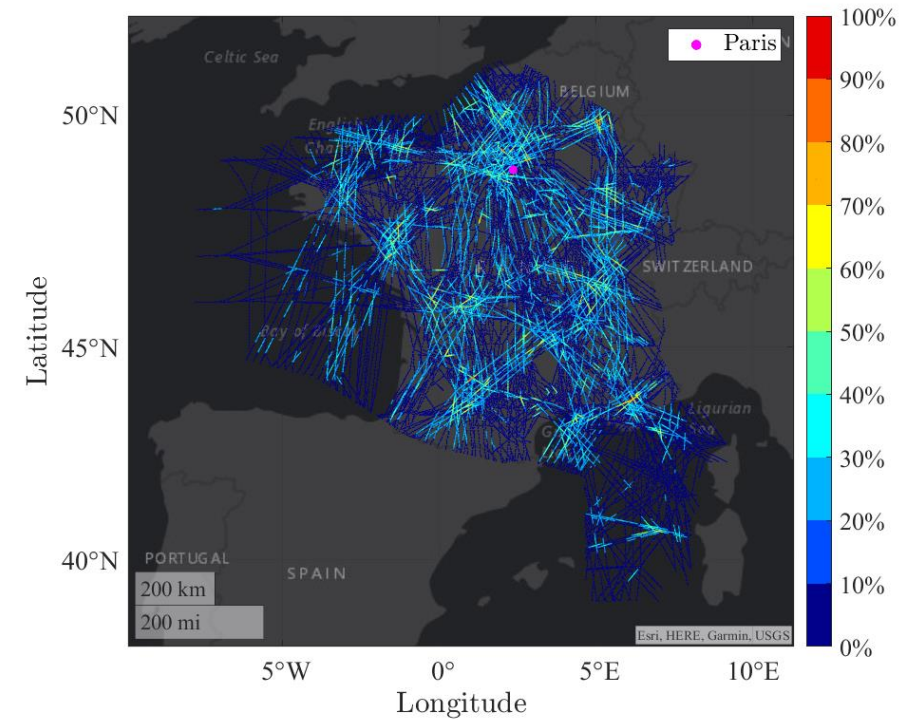 Celtic Sea
Paris
N
BELGIUM
English
Cha
SWITZERLAND
Bay of Biscay
Ligurian
Sea
G
PORTUGAL
SPAIN
200 km
200 mi
Esri, HERE, Garmin, USGS
50°N
45°N
40°N
Latitude
5°W
0°
5°E
10°E
Longitude
100%
90%
80%
70%
60%
50%
40%
30%
20%
10%
0%